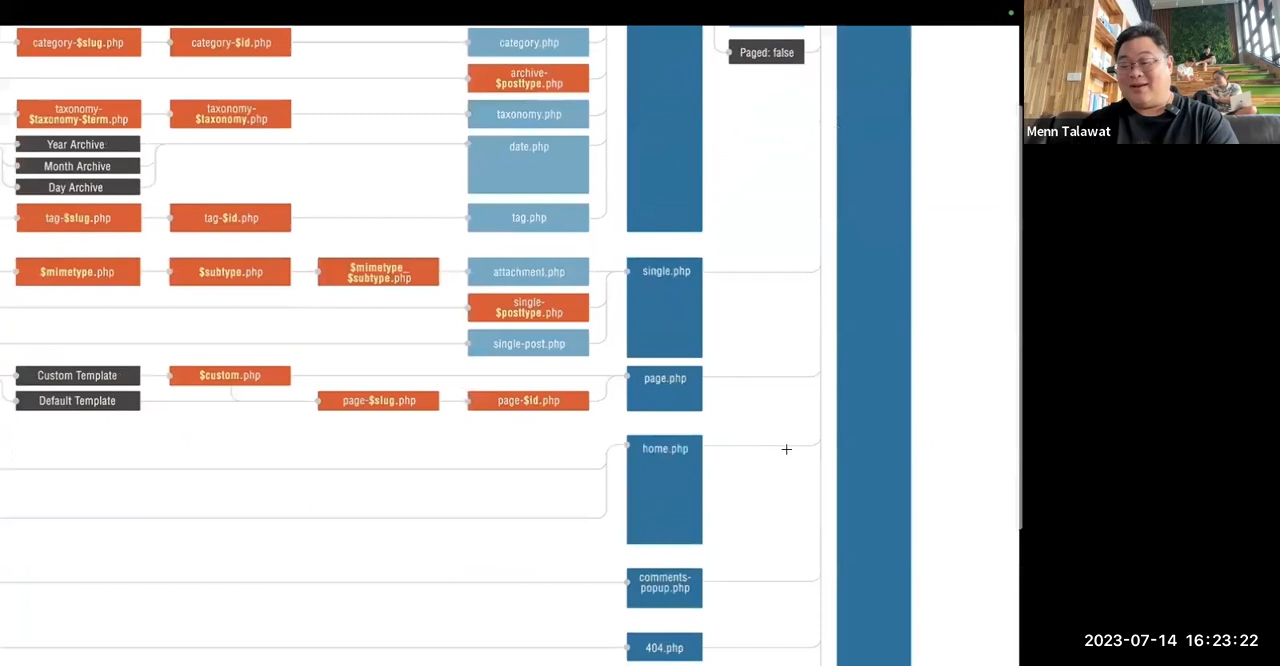 category-$slug.php
category-$id.php
category.php
Paged: false
archive-
$posttype.php
taxonomy-
$taxonomy-$term.php
taxonomy-
$taxonomy.php
taxonomy.php
Year Archive
Month Archive
Day Archive
date.php
tag-$slug.php
tag-$id.php
tag.php
$mimetype.php
$subtype.php
$mimetype_
$subtype.php
attachment.php
single.php
single-
$posttype.php
single-post.php
Custom Template
$custom.php
page.php
Default Template
page-$slug.php
page-$id.php
home.php
comments-
popup.php
404.php
Menn Talawat
2023-07-14 16:23:22